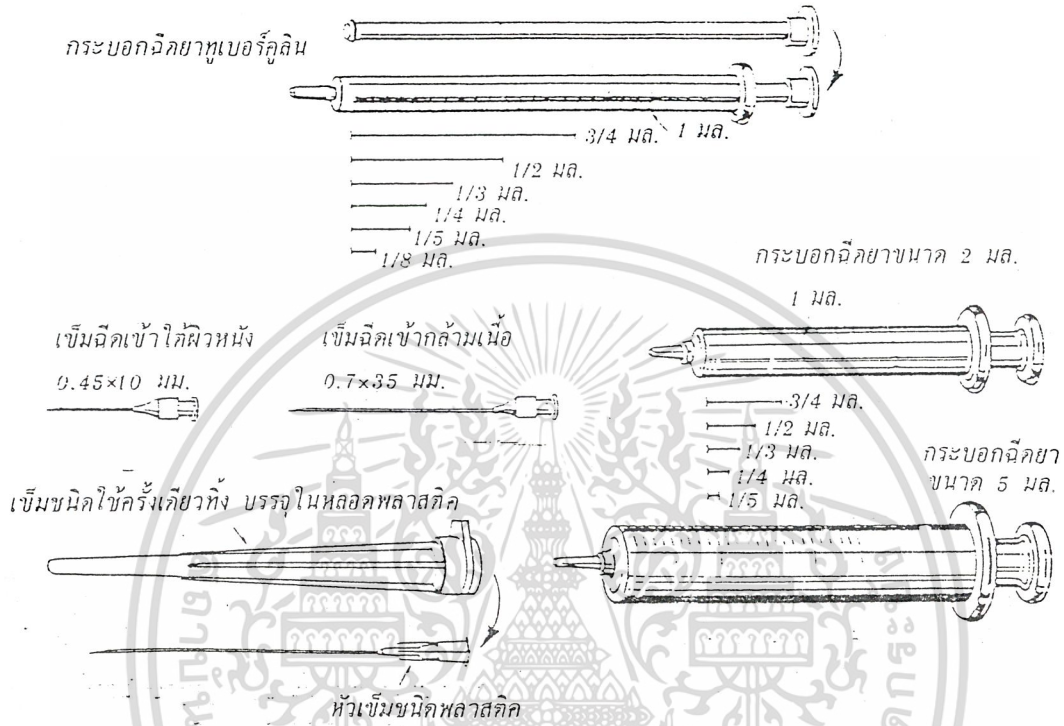 กระบอกฉีดยาทูเบอร์คูลิน
1 มล.
3/4 มล.
1/2 มล.
1/3 มล.
1/4 มล.
1/5 มล.
1/8 มล.
กระบอกฉีดยาขนาด 2 มล.
1 มล.
เข็มฉีดเข้าใต้ผิวหนัง
0.45×10 มม.
เข็มฉีดเข้ากล้ามเนื้อ
0.7×35 มม.
3/4 มล.
1/2 มล.
1/3 มล.
1/4 มล.
1/5 มล.
กระบอกฉีดยา
ขนาด 5 มล.
เข็มชนิดใช้ครั้งเดียวทิ้ง บรรจุในหลอดพลาสติค
หัวเข็มชนิดพลาสติค